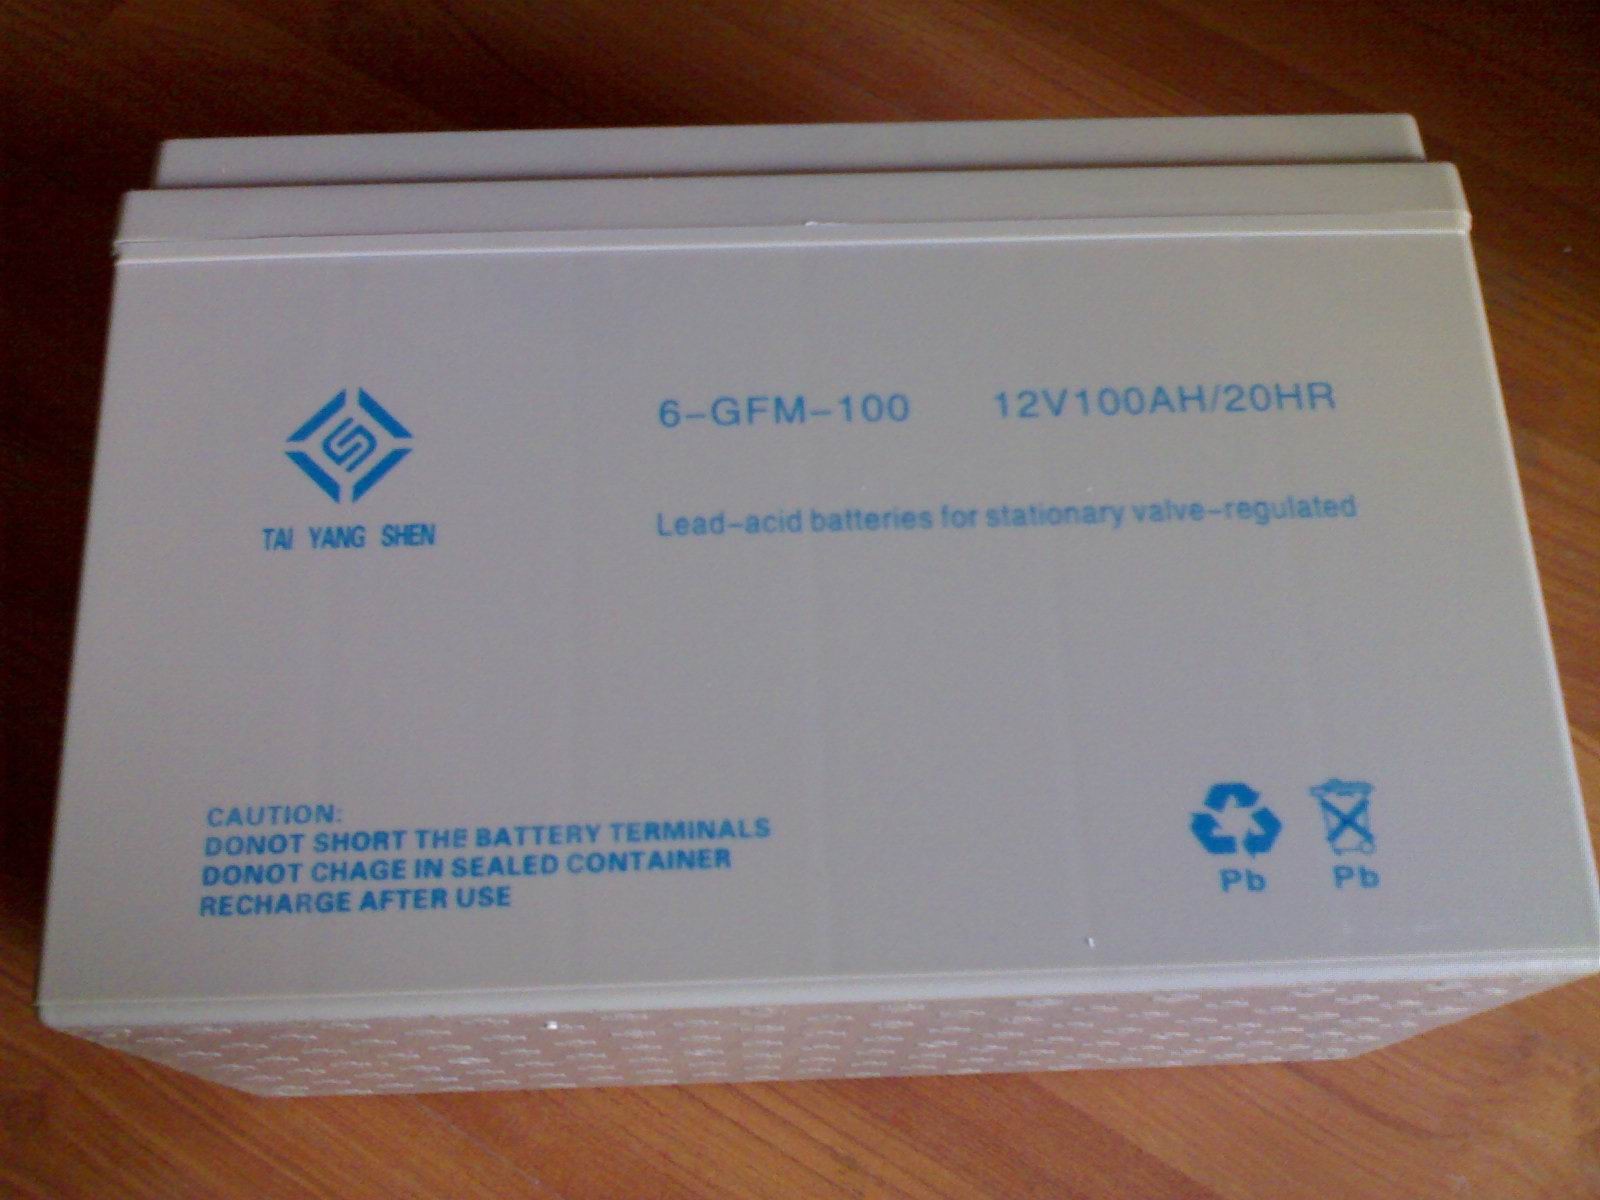 6-GFM-100 12V100AH/20HR
TAI YANG SHEN
Lead-acid batteries for stationary valve-regulated
CAUTION:
DONOT SHORT THE BATTERY TERMINALS
DONOT CHAGE IN SEALED CONTAINER
RECHARGE AFTER USE
Pb Pb